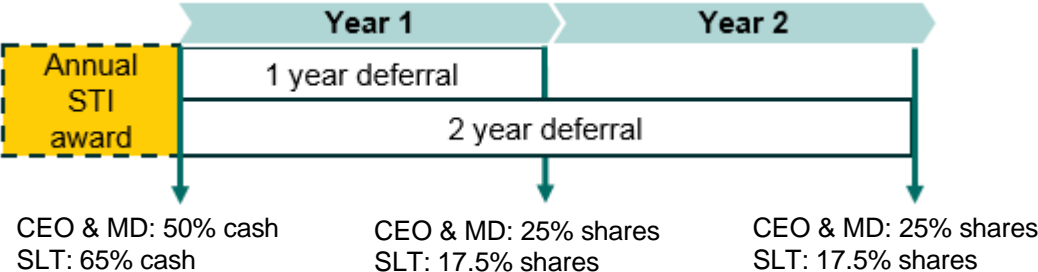 Year 1
Year 2
Annual
STI
award
1 year deferral
2 year deferral
CEO & MD: 50% cash
SLT: 65% cash
CEO & MD: 25% shares
SLT: 17.5% shares
CEO & MD: 25% shares
SLT: 17.5% shares